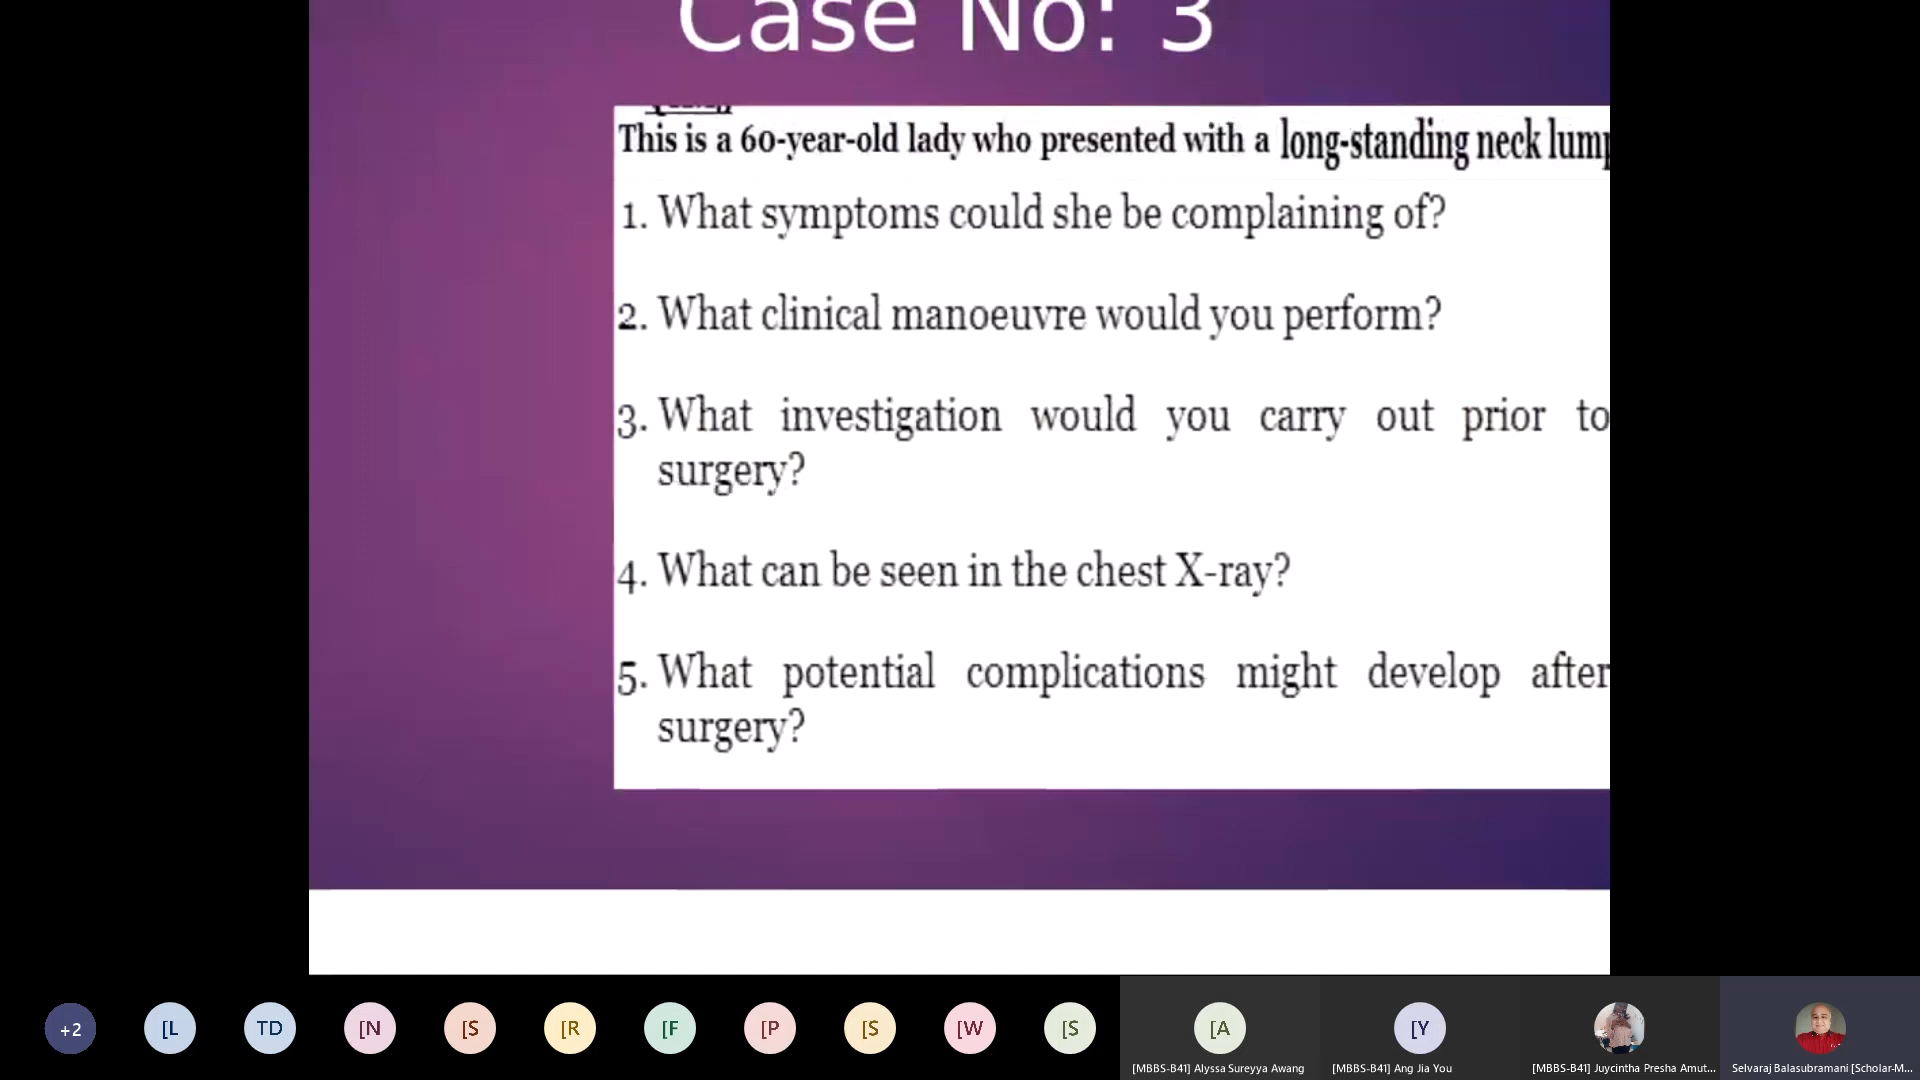 Case No: 3
This is a 60-year-old lady who presented with a long-standing neck lump
1. What symptoms could she be complaining of?
2. What clinical manoeuvre would you perform?
3. What investigation would you carry out prior to
surgery?
4. What can be seen in the chest X-ray?
5. What potential complications might develop after
surgery?
+2
[L
TD
[N
[S
[R
[F
[P
[S
[W
[S
[A
[Y
[MBBS-B41] Alyssa Sureyya Awang
[MBBS-B41] Ang Jia You
[MBBS-B41] Juycintha Presha Amut...
Selvaraj Balasubramani [Scholar-M...